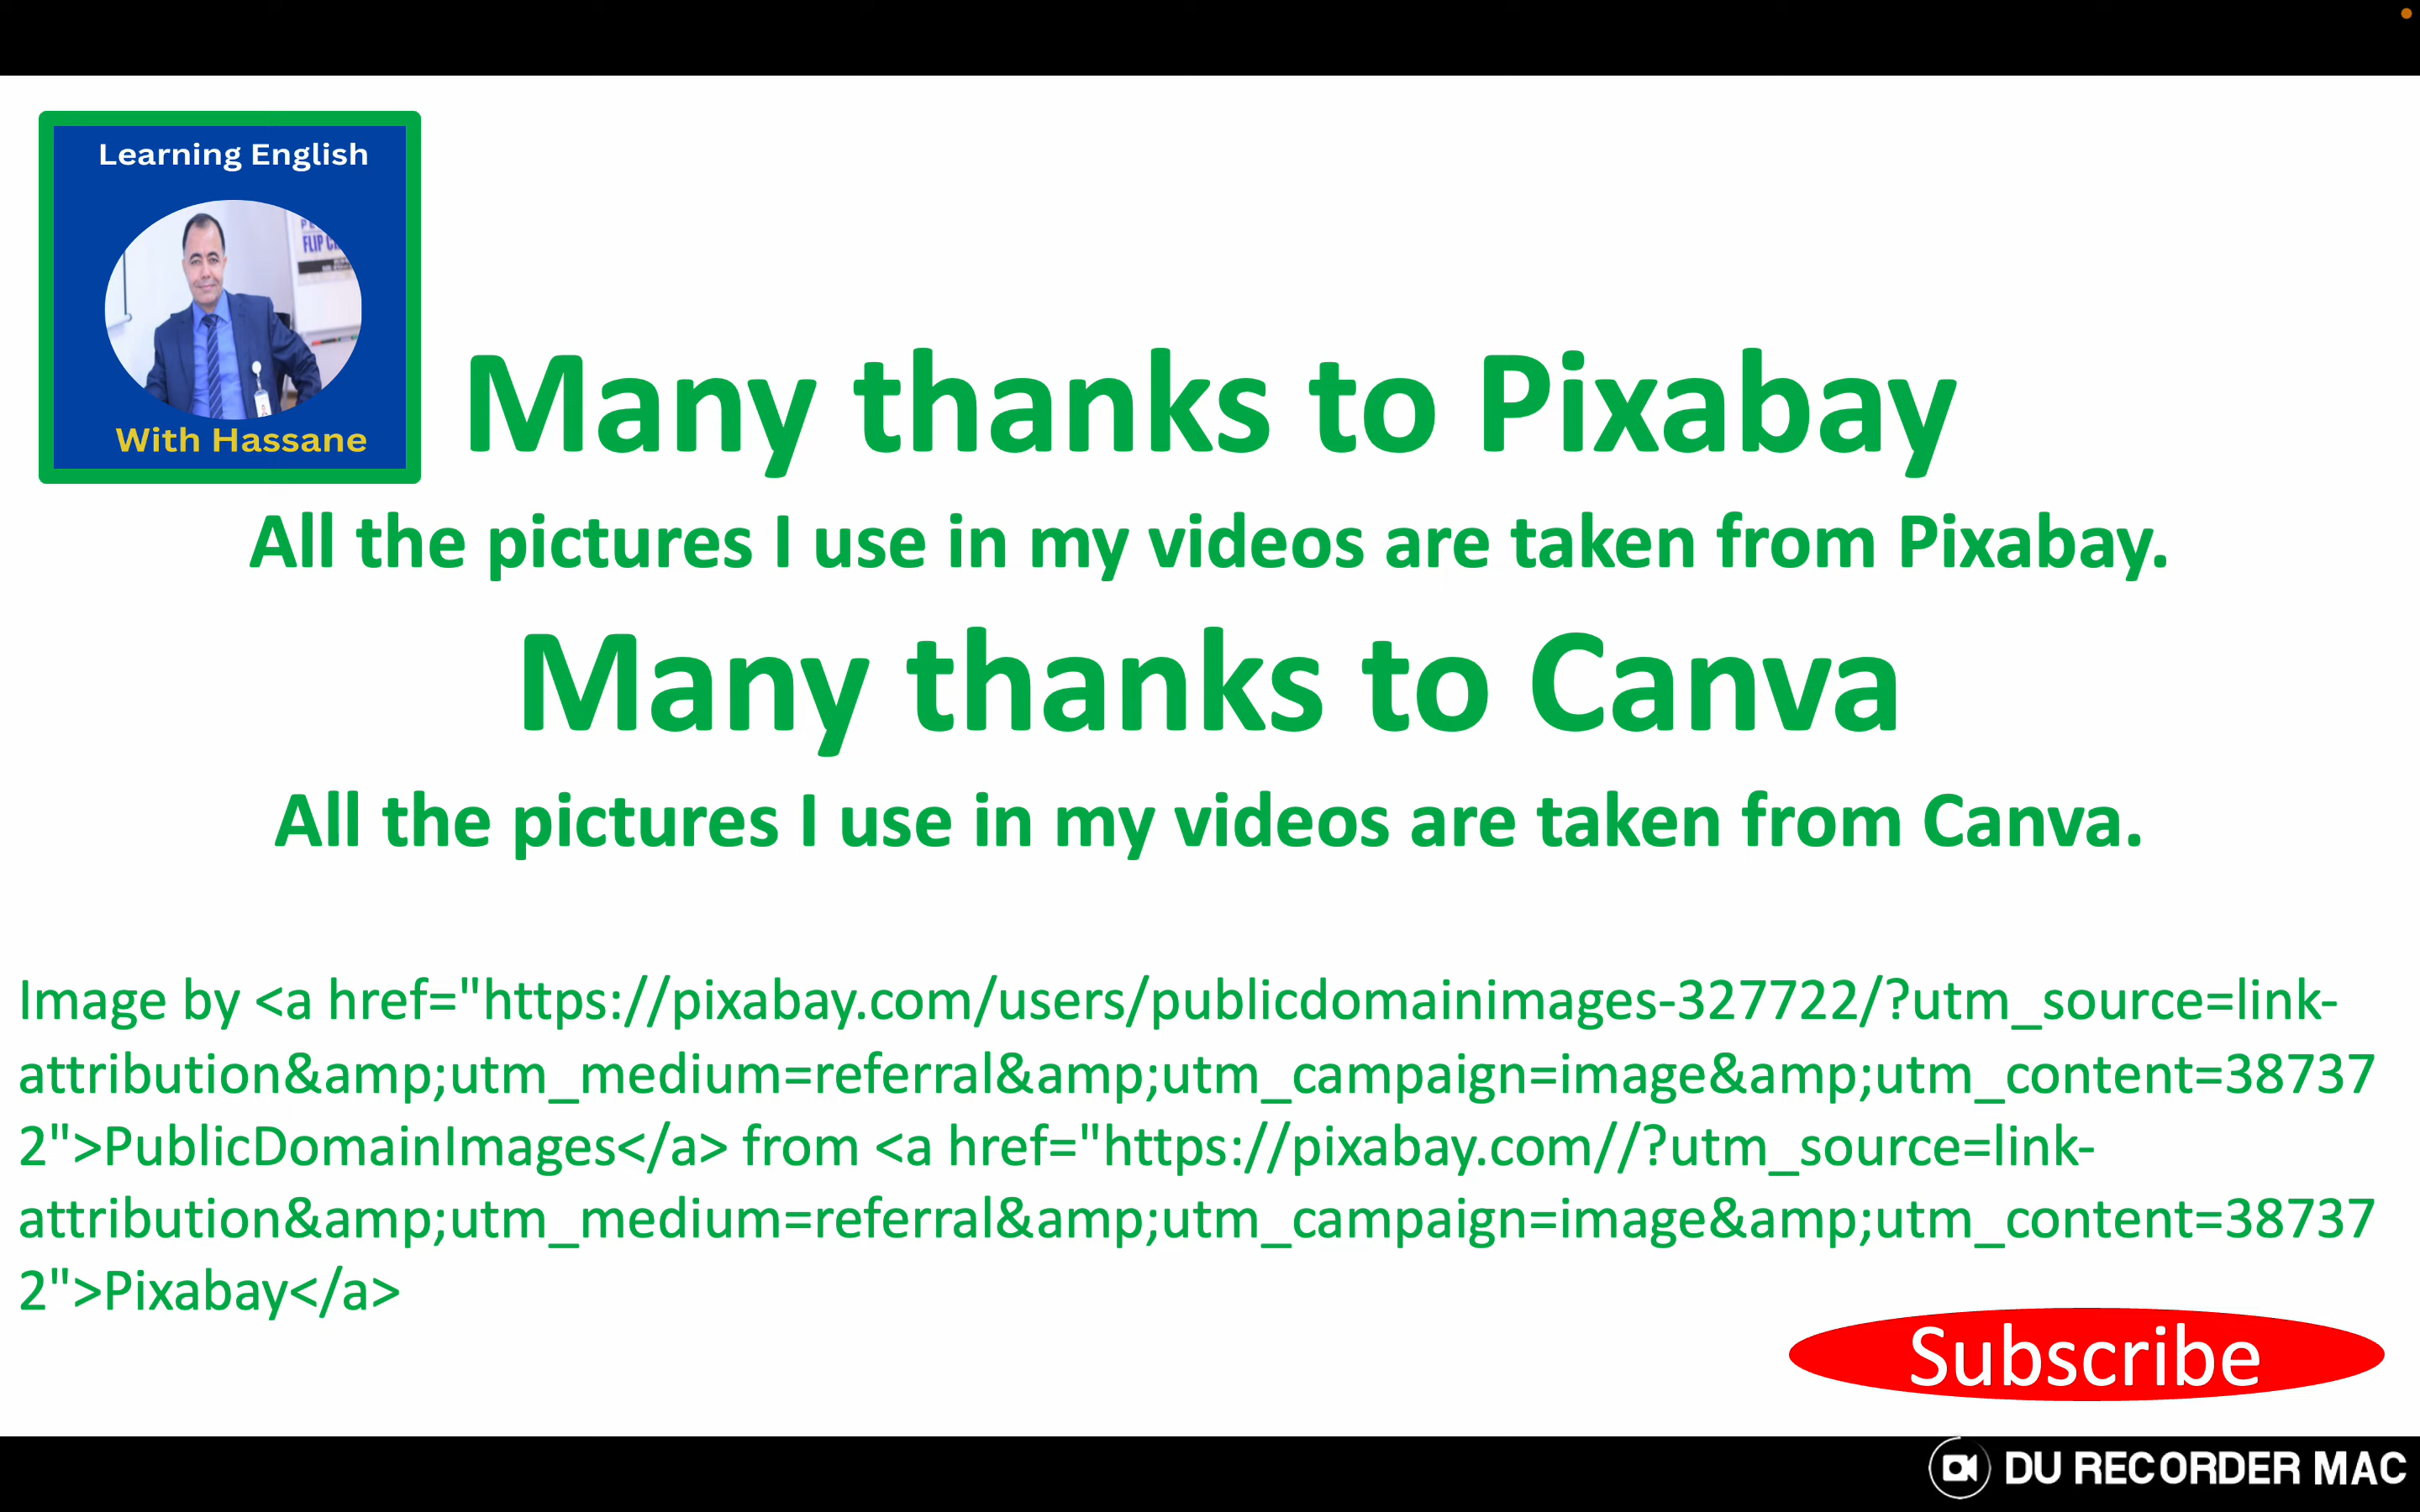 Learning English
FLIP
With Hassane
Many thanks to Pixabay
All the pictures I use in my videos are taken from Pixabay.
Many thanks to Canva
All the pictures I use in my videos are taken from Canva.
Image by <a href="https://pixabay.com/users/publicdomainimages-327722/?utm_source=link-
attribution&amp;utm_medium=referral&amp;utm_campaign=image&amp;utm_content=38737
2">PublicDomainImages</a> from <a href="https://pixabay.com//?utm_source=link-
attribution&amp;utm_medium=referral&amp;utm_campaign=image&amp;utm_content=38737
2">Pixabay</a>
Subscribe
DU RECORDER MAC